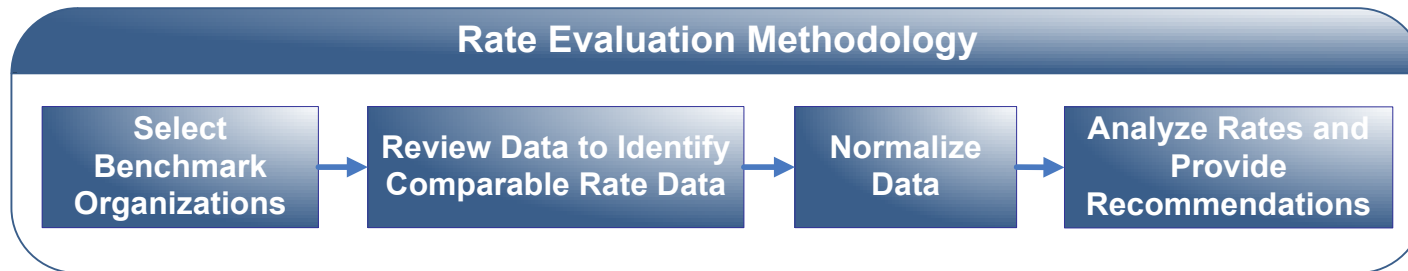 Rate Evaluation Methodology
Select
Benchmark
Organizations
Review Data to Identify
Comparable Rate Data
Normalize
Data
Analyze Rates and
Provide
Recommendations